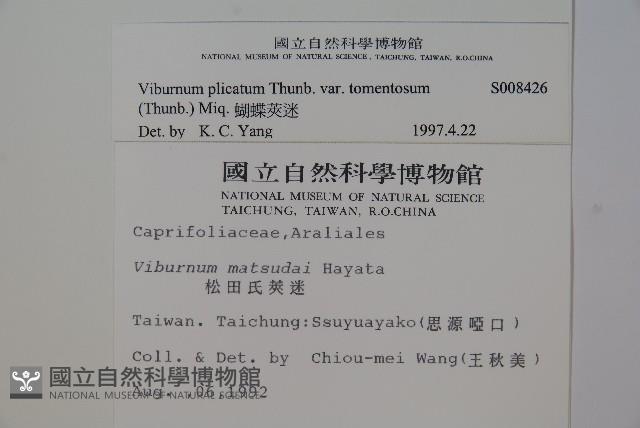 國立自然科學博物館
NATIONAL MUSEUM OF NATURAL SCIENCE, TAICHUNG, TAIWAN, R.O.CHINA
Viburnum plicatum Thunb. var. tomentosum S008426
(Thunb.) Miq. 蝴蝶莢迷
Det. by K. C. Yang 1997.4.22
國立自然科學博物館
NATIONAL MUSEUM OF NATURAL SCIENCE
TAICHUNG, TAIWAN, R.O.CHINA
Caprifoliaceae,Araliales
Viburnum matsudai Hayata
松田氏莢迷
Taiwan. Taichung:Ssuyuayako(思源啞口)
Coll. & Det. by Chiou-mei Wang(王秋美)
Aug. 06,1992
國立自然科學博物館
NATIONAL MUSEUM OF NATURAL SCIENCE